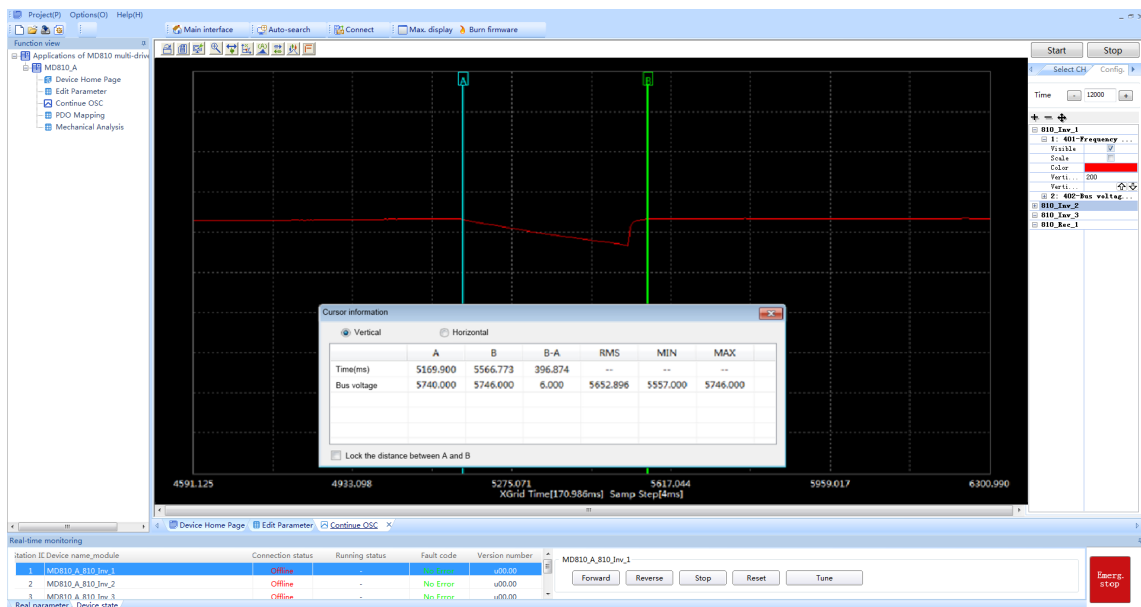 Project(P) Options(O) Help(H)
Main interface Auto-search Connect Max. display Burn firmware
Function view
Applications of MD810 multi-drive
MD810_A
Device Home Page
Edit Parameter
Continue OSC
PDO Mapping
Mechanical Analysis
A B
Start Stop
Select CH Config.
Time - 12000 +
810_Inv_1
1: 401-Frequency ...
Visible
Scale
Color
Verti... 200
Verti...
2: 402-Bus voltag...
810_Inv_2
810_Inv_3
810_Rec_1
Cursor information
Vertical Horizontal
A B B-A RMS MIN MAX
Time(ms) 5169.900 5566.773 396.874 -- -- --
Bus voltage 5740.000 5746.000 6.000 5652.896 5557.000 5746.000
Lock the distance between A and B
4591.125 4933.098 5275.071 5617.044 5959.017 6300.990
XGrid Time[170.986ms] Samp Step[4ms]
Device Home Page Edit Parameter Continue OSC
Real-time monitoring
Station ID Device name_module Connection status Running status Fault code Version number
1 MD810_A_810_Inv_1 Offline - No Error u00.00
2 MD810_A_810_Inv_2 Offline - No Error u00.00
3 MD810_A_810_Inv_3 Offline - No Error u00.00
MD810_A_810_Inv_1
Forward Reverse Stop Reset Tune
Emerg. stop
Real parameter Device state